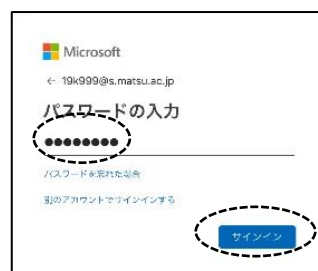 Microsoft
← 19k999@s.matsu.ac.jp
パスワードの入力
●●●●●●●●
パスワードを忘れた場合
別のアカウントでサインインする
サインイン